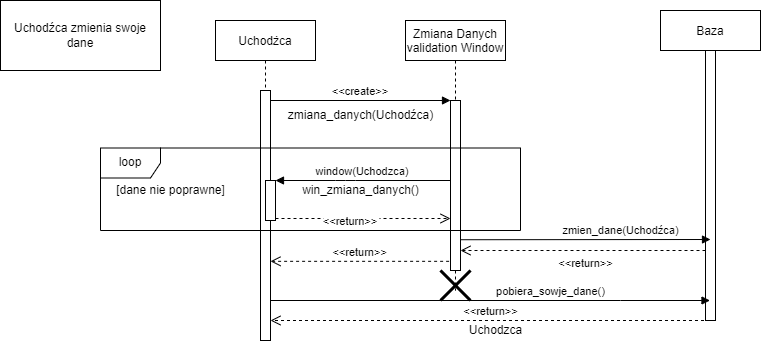 Uchodźca zmienia swoje
dane
Uchodźca
Zmiana Danych
validation Window
Baza
<<create>>
zmiana_danych(Uchodźca)
loop
[dane nie poprawne]
window(Uchodzca)
win_zmiana_danych()
<<return>>
zmien_dane(Uchodźca)
<<return>>
<<return>>
pobiera_sowje_dane()
<<return>>
Uchodzca